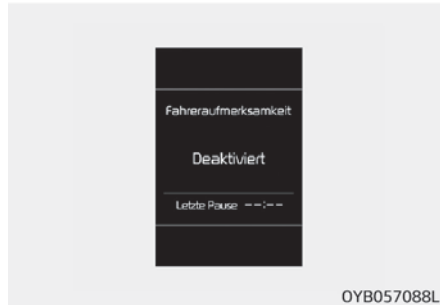 Fahreraufmerksamkeit
Deaktiviert
Letzte Pause --:--
OYB057088L